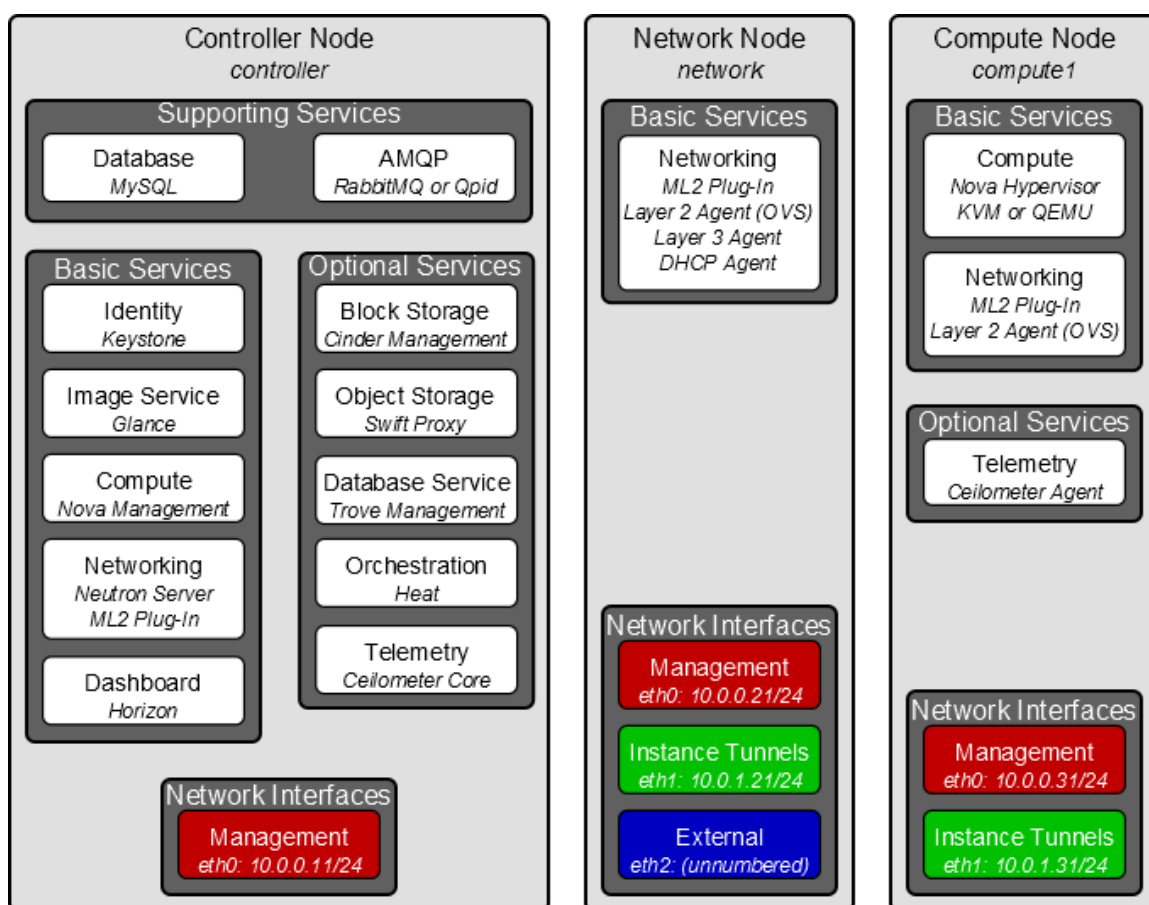 Controller Node
controller
Supporting Services
Database
MySQL
AMQP
RabbitMQ or Qpid
Basic Services
Identity
Keystone
Image Service
Glance
Compute
Nova Management
Networking
Neutron Server
ML2 Plug-In
Dashboard
Horizon
Optional Services
Block Storage
Cinder Management
Object Storage
Swift Proxy
Database Service
Trove Management
Orchestration
Heat
Telemetry
Ceilometer Core
Network Interfaces
Management
eth0: 10.0.0.11/24
Network Node
network
Basic Services
Networking
ML2 Plug-In
Layer 2 Agent (OVS)
Layer 3 Agent
DHCP Agent
Network Interfaces
Management
eth0: 10.0.0.21/24
Instance Tunnels
eth1: 10.0.1.21/24
External
eth2: (unnumbered)
Compute Node
compute1
Basic Services
Compute
Nova Hypervisor
KVM or QEMU
Networking
ML2 Plug-In
Layer 2 Agent (OVS)
Optional Services
Telemetry
Ceilometer Agent
Network Interfaces
Management
eth0: 10.0.0.31/24
Instance Tunnels
eth1: 10.0.1.31/24